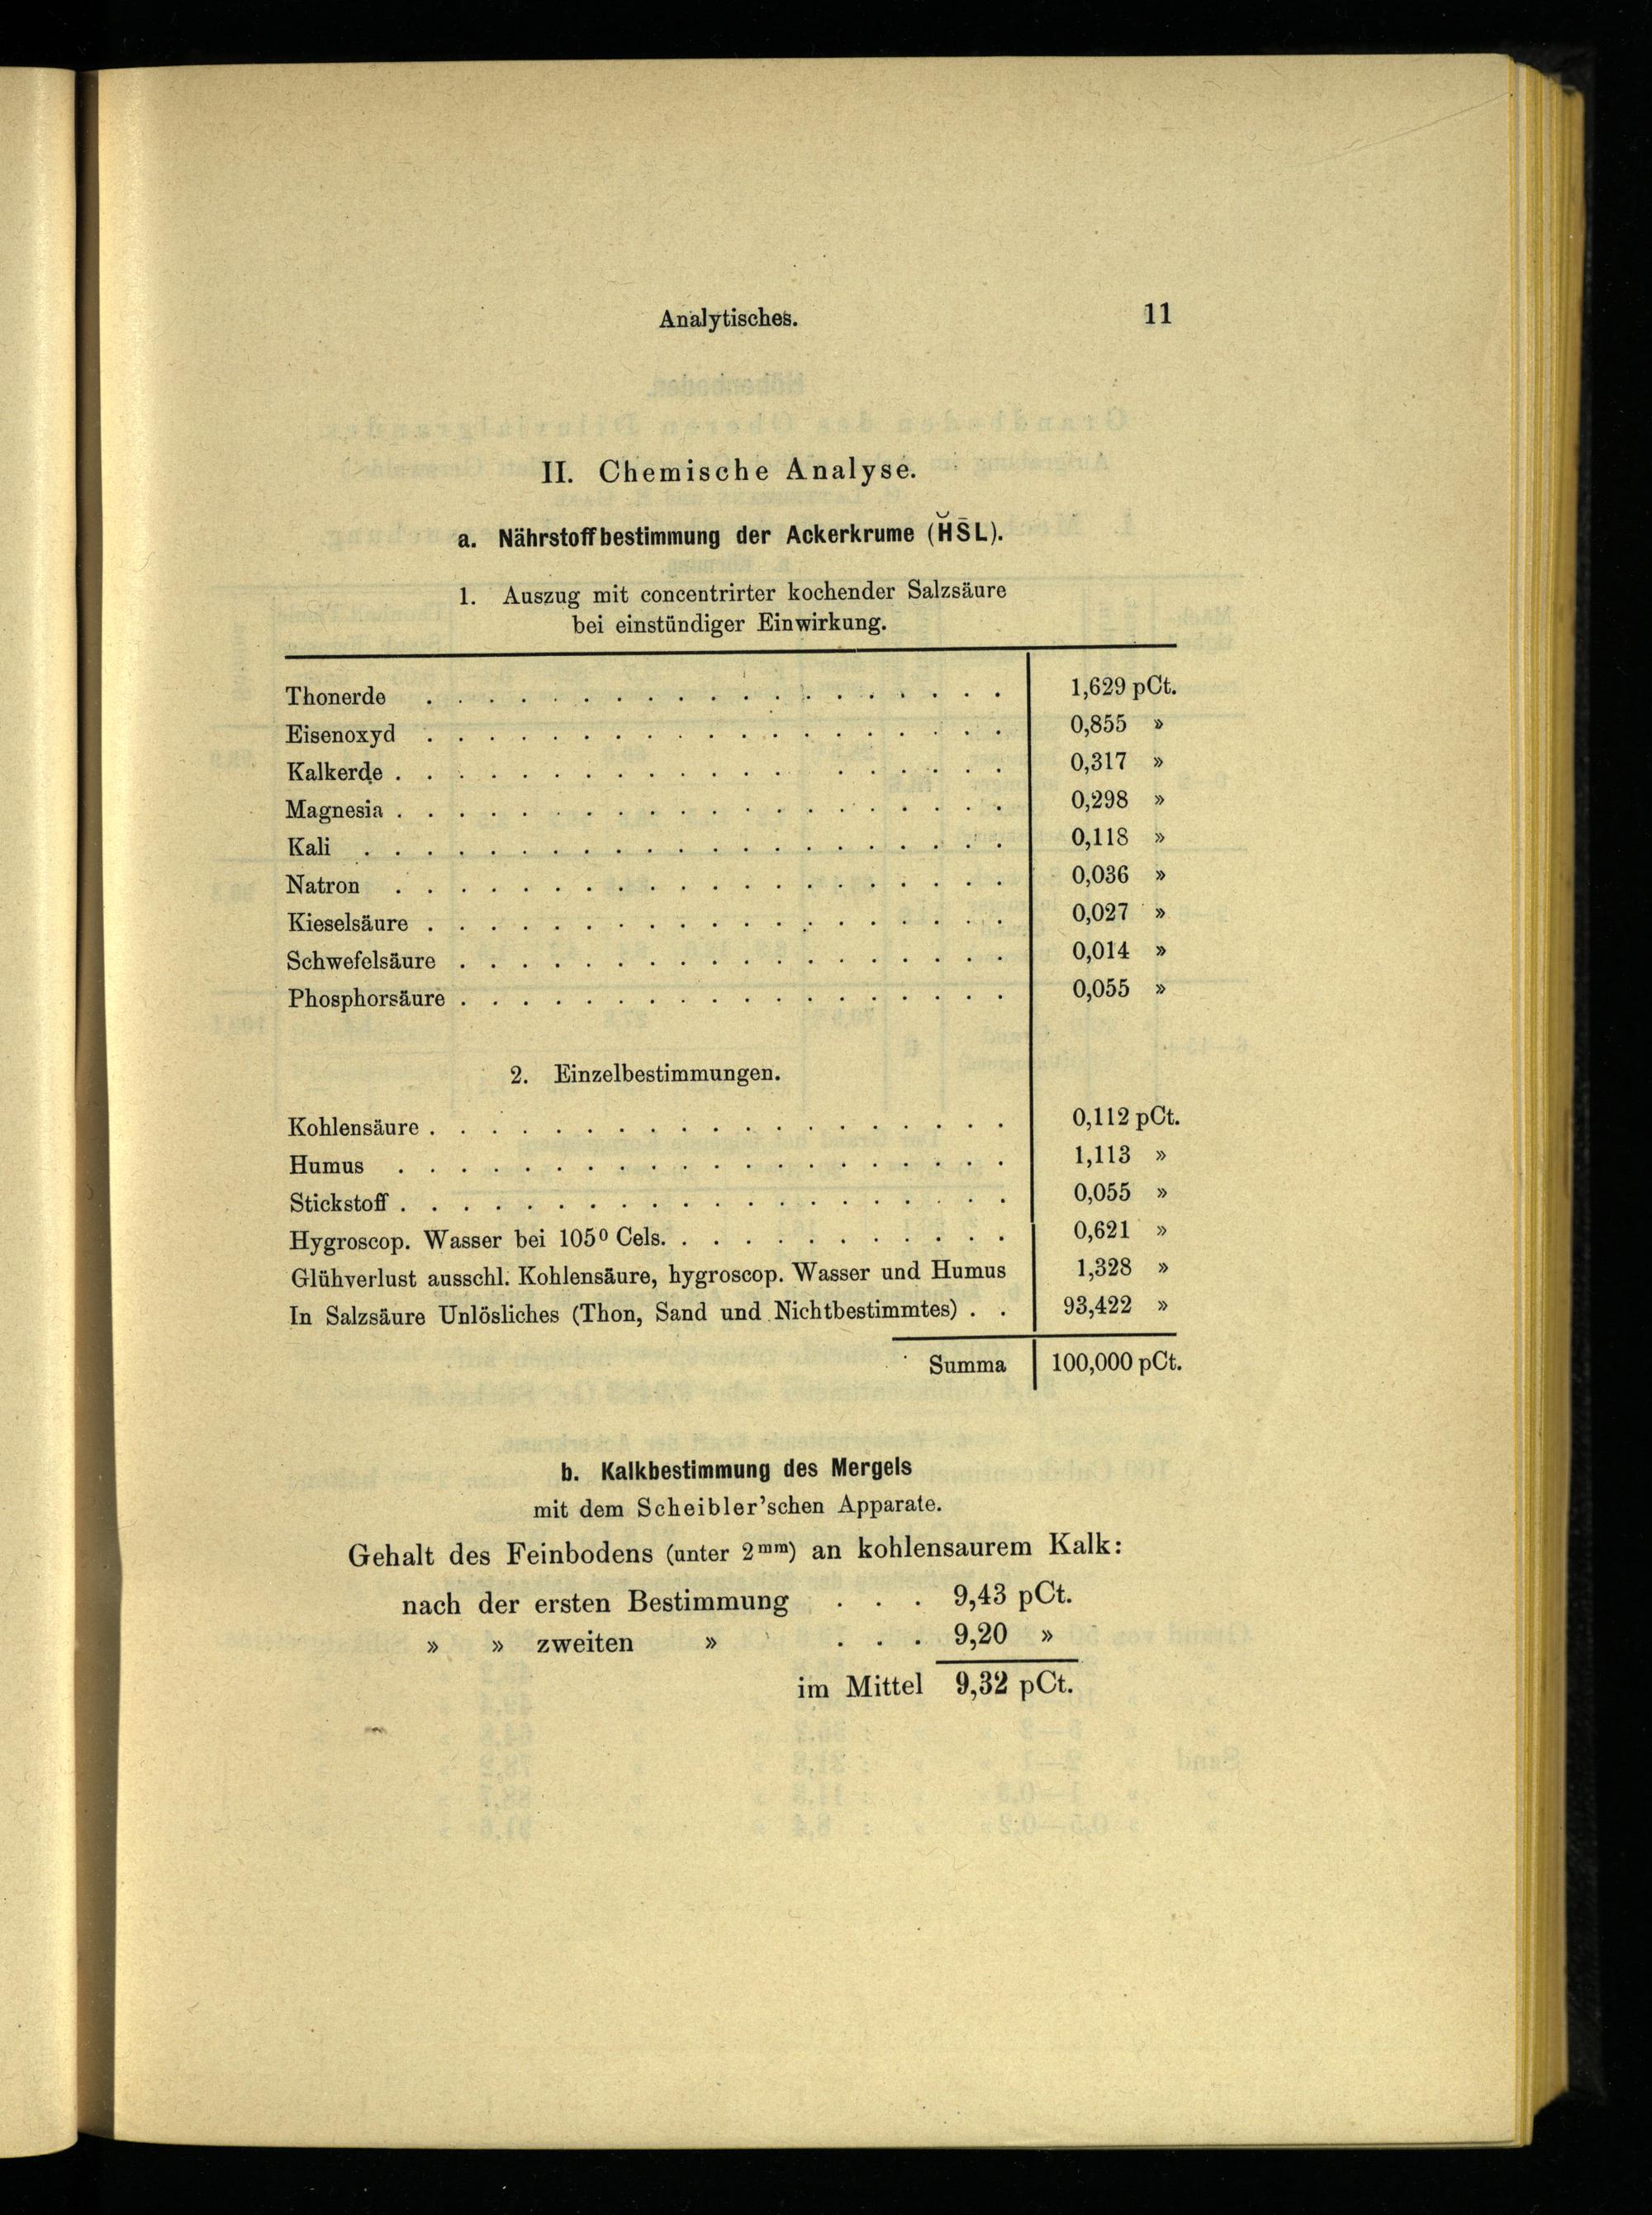 Analytisches. 11
II. Chemische Analyse.
a. Nährstoffbestimmung der Ackerkrume (H̆S̄L).
1. Auszug mit concentrirter kochender Salzsäure
bei einstündiger Einwirkung.
Thonerde . . . . . . . . . . . . . . . . . . . 1,629 pCt.
Eisenoxyd . . . . . . . . . . . . . . . . . . . 0,855 »
Kalkerde . . . . . . . . . . . . . . . . . . . . 0,317 »
Magnesia . . . . . . . . . . . . . . . . . . . . 0,298 »
Kali . . . . . . . . . . . . . . . . . . . . . 0,118 »
Natron . . . . . . . . . . . . . . . . . . . . 0,036 »
Kieselsäure . . . . . . . . . . . . . . . . . . . 0,027 »
Schwefelsäure . . . . . . . . . . . . . . . . . . 0,014 »
Phosphorsäure . . . . . . . . . . . . . . . . . . 0,055 »
2. Einzelbestimmungen.
Kohlensäure . . . . . . . . . . . . . . . . . . . 0,112 pCt.
Humus . . . . . . . . . . . . . . . . . . . . 1,113 »
Stickstoff . . . . . . . . . . . . . . . . . . . . 0,055 »
Hygroscop. Wasser bei 105⁰ Cels. . . . . . . . . . . . 0,621 »
Glühverlust ausschl. Kohlensäure, hygroscop. Wasser und Humus 1,328 »
In Salzsäure Unlösliches (Thon, Sand und Nichtbestimmtes) . . 93,422 »
Summa 100,000 pCt.
b. Kalkbestimmung des Mergels
mit dem Scheibler'schen Apparate.
Gehalt des Feinbodens (unter 2ᵐᵐ) an kohlensaurem Kalk:
nach der ersten Bestimmung . . . 9,43 pCt.
» » zweiten » . . . 9,20 »
im Mittel 9,32 pCt.